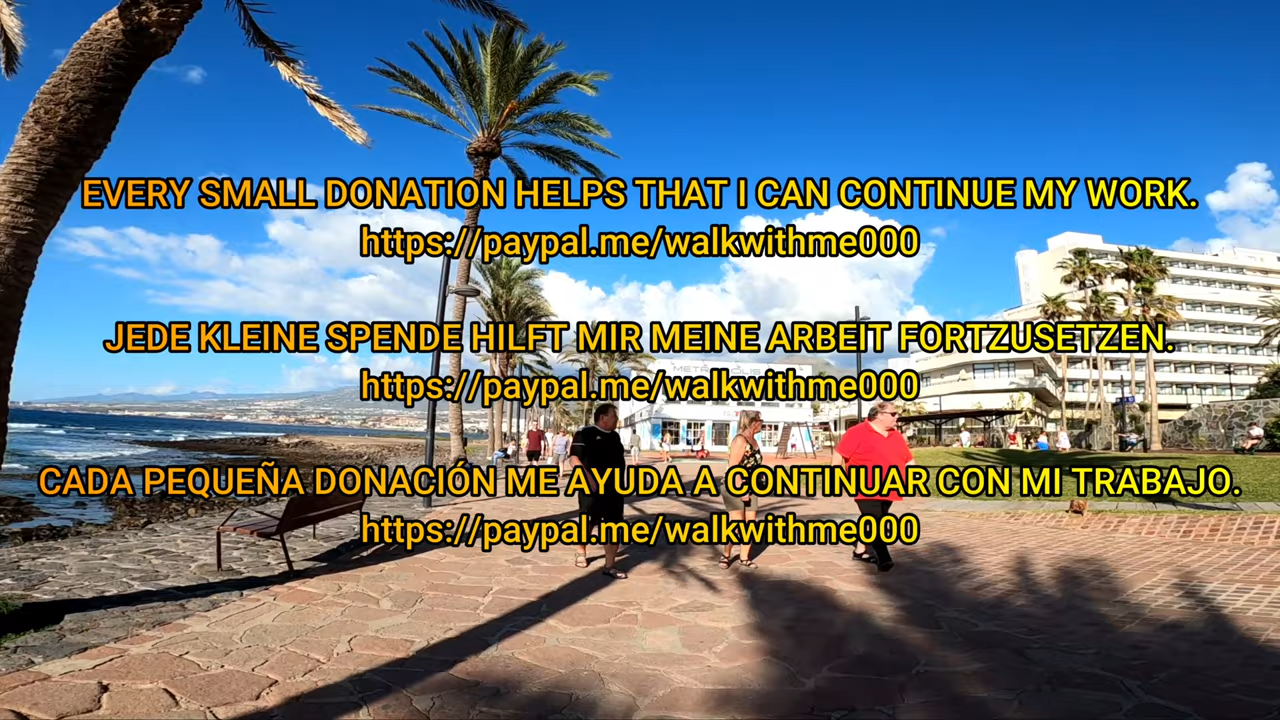 EVERY SMALL DONATION HELPS THAT I CAN CONTINUE MY WORK.
https://paypal.me/walkwithme000
JEDE KLEINE SPENDE HILFT MIR MEINE ARBEIT FORTZUSETZEN.
https://paypal.me/walkwithme000
METROPOLIS
CADA PEQUEÑA DONACIÓN ME AYUDA A CONTINUAR CON MI TRABAJO.
https://paypal.me/walkwithme000